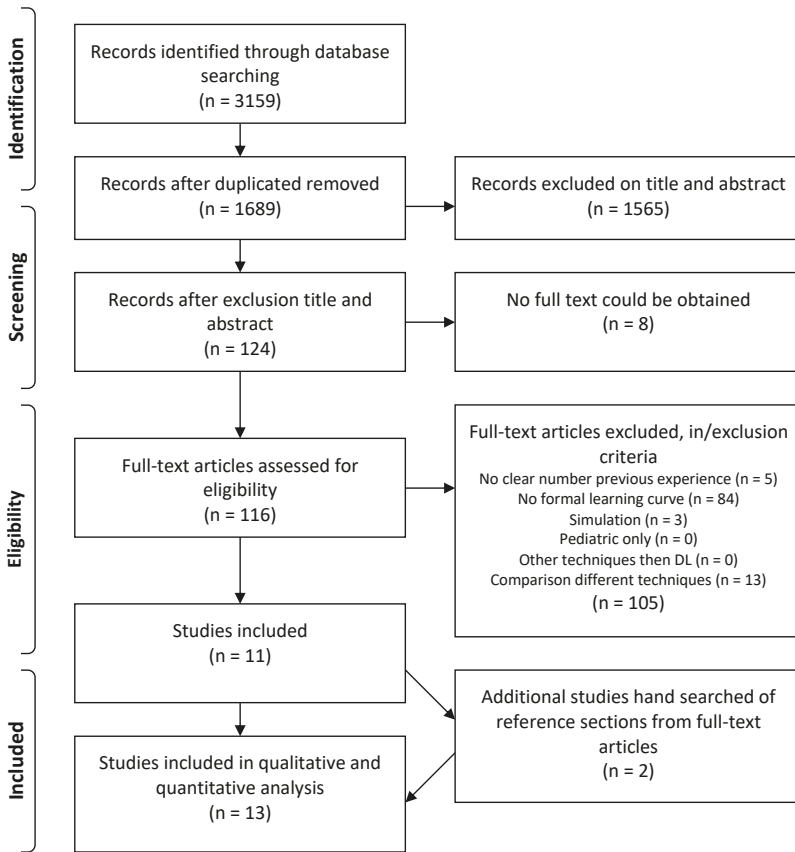 Identification
Records identified through database
searching
(n = 3159)
Records after duplicated removed
(n = 1689)
Records excluded on title and abstract
(n = 1565)
Screening
Records after exclusion title and
abstract
(n = 124)
No full text could be obtained
(n = 8)
Eligibility
Full-text articles assessed for
eligibility
(n = 116)
Full-text articles excluded, in/exclusion
criteria
No clear number previous experience (n = 5)
No formal learning curve (n = 84)
Simulation (n = 3)
Pediatric only (n = 0)
Other techniques then DL (n = 0)
Comparison different techniques (n = 13)
(n = 105)
Studies included
(n = 11)
Included
Additional studies hand searched of
reference sections from full-text
articles
(n = 2)
Studies included in qualitative and
quantitative analysis
(n = 13)